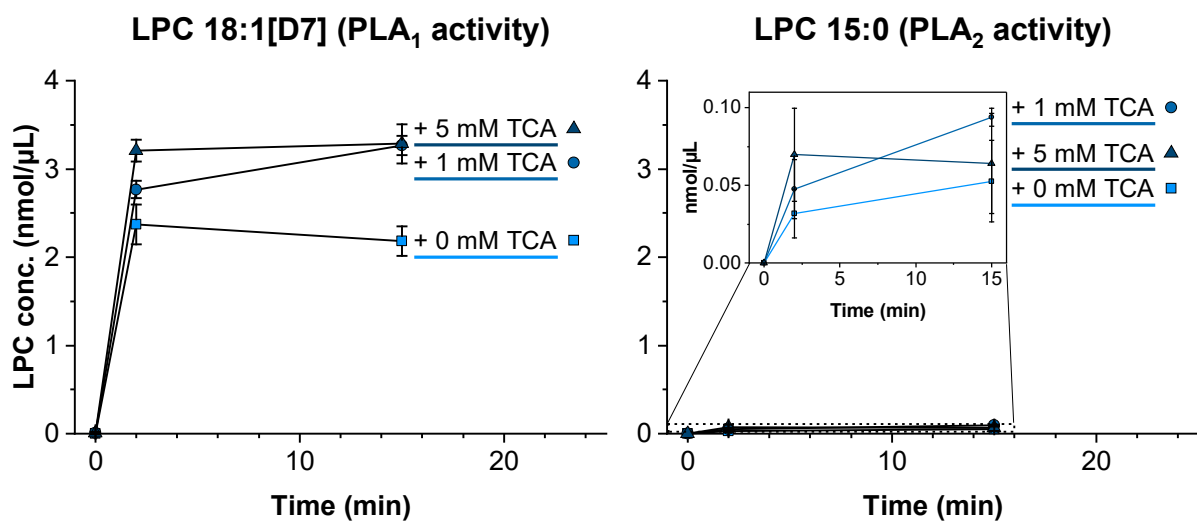 LPC 18:1[D7] (PLA₁ activity)
LPC conc. (nmol/µL)
4
3
2
1
0
+ 5 mM TCA
+ 1 mM TCA
+ 0 mM TCA
0 10 20
Time (min)
LPC 15:0 (PLA₂ activity)
4
3
2
1
0
nmol/µL
0.10
0.05
0.00
0 5 10 15
Time (min)
+ 1 mM TCA
+ 5 mM TCA
+ 0 mM TCA
0 10 20
Time (min)